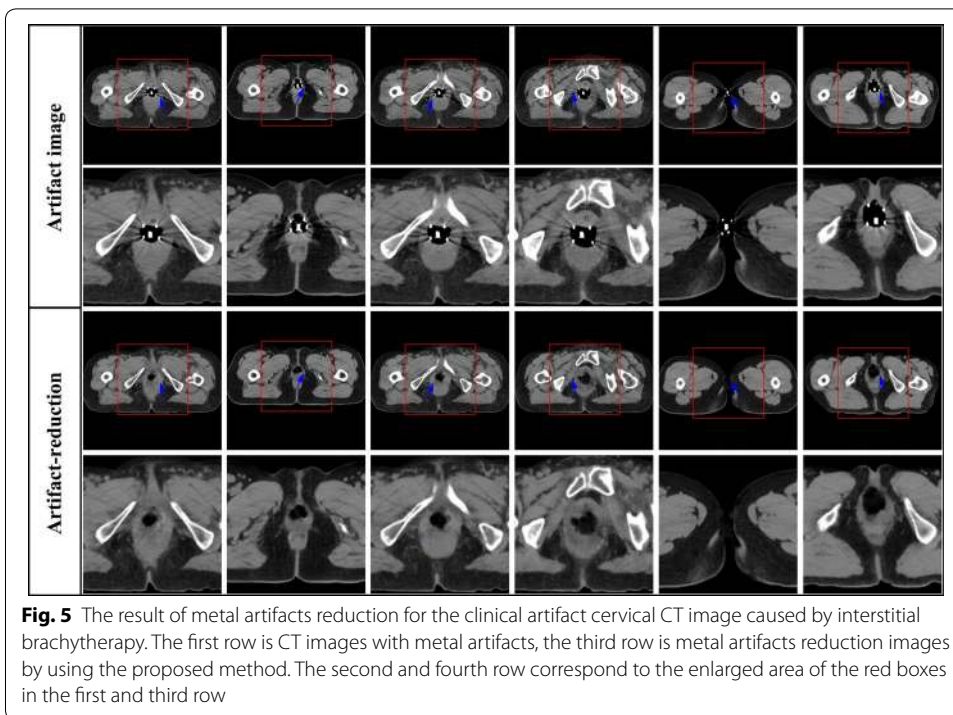 Artifact image
Artifact-reduction
Fig. 5 The result of metal artifacts reduction for the clinical artifact cervical CT image caused by interstitial
brachytherapy. The first row is CT images with metal artifacts, the third row is metal artifacts reduction images
by using the proposed method. The second and fourth row correspond to the enlarged area of the red boxes
in the first and third row